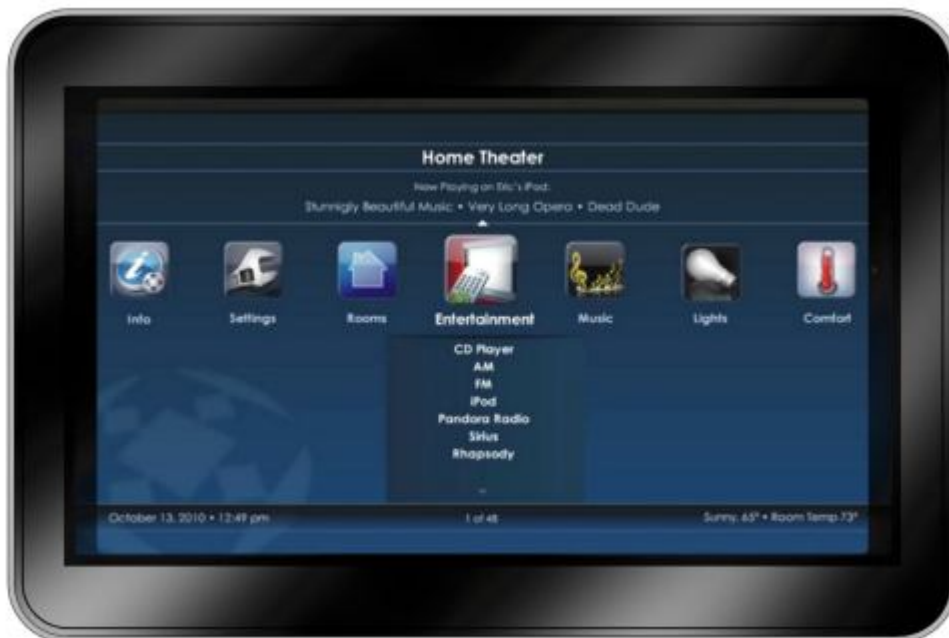 Home Theater
Now Playing on Eric's iPod:
Stunnigly Beautiful Music • Very Long Opera • Dead Dude
Info Settings Rooms Entertainment Music Lights Comfort
CD Player
AM
FM
iPod
Pandora Radio
Sirius
Rhapsody
October 13, 2010 • 12:49 pm 1 of 48 Sunny, 65° • Room Temp 73°